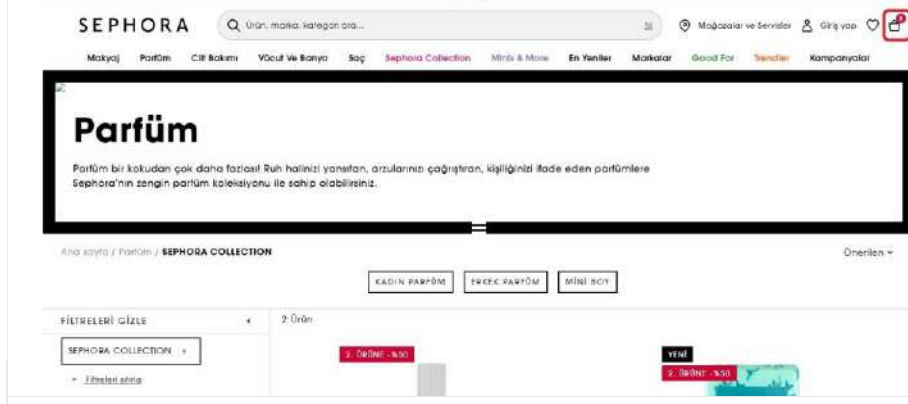 SEPHORA
Ürün, marka, kategori ara...
Mağazalar ve Servisler
Giriş yap
Makyaj Parfüm Cilt Bakımı Vücut Ve Banyo Saç Sephora Collection Minis & More En Yeniler Markalar Good For Trendler Kampanyalar
Parfüm
Parfüm bir kokudan çok daha fazlası! Ruh halinizi yansıtan, arzularınızı çağrıştıran, kişiliğinizi ifade eden parfümlere
Sephora'nın zengin parfüm koleksiyonu ile sahip olabilirsiniz.
Ana sayfa / Parfüm / SEPHORA COLLECTION
Önerilen
KADIN PARFÜM ERKEK PARFÜM MİNİ BOY
FİLTRELERİ GİZLE
2 Ürün
SEPHORA COLLECTION
Filtreleri sıfırla
2. ÜRÜNE -%50
YENİ
2. ÜRÜNE -%50